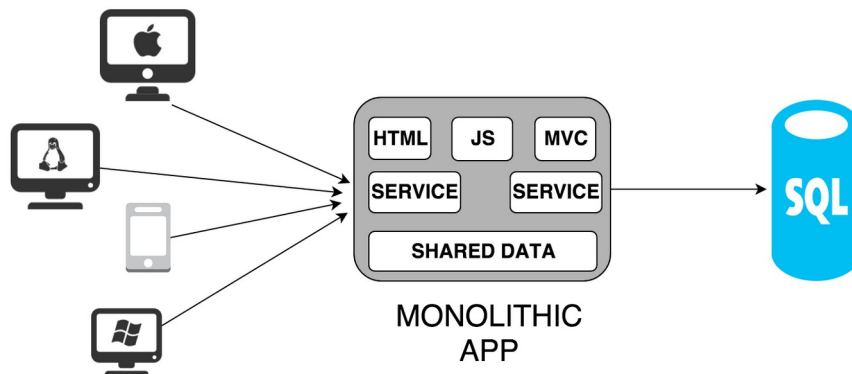 HTML
JS
MVC
SERVICE
SERVICE
SHARED DATA
SQL
MONOLITHIC
APP